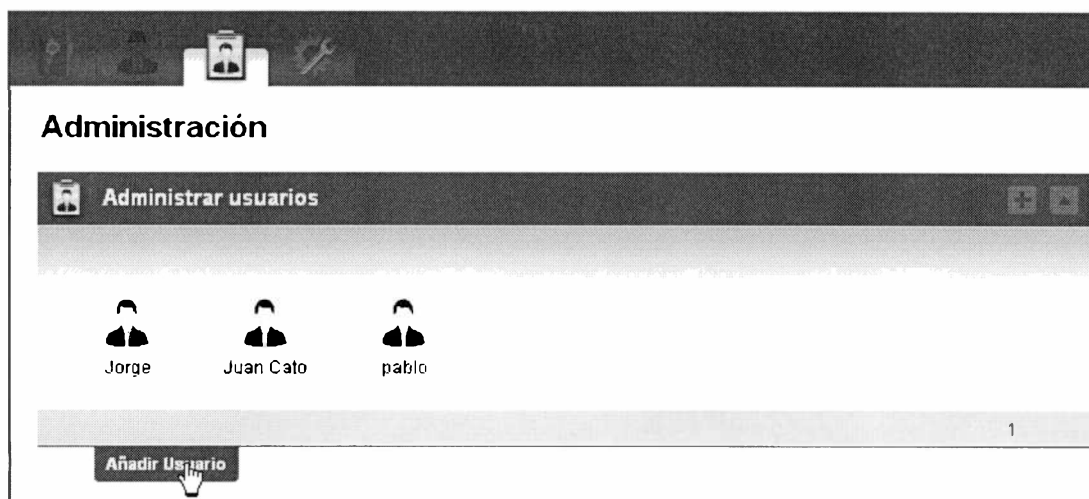 Administración
Administrar usuarios
Jorge
Juan Cato
pablo
1
Añadir Usuario